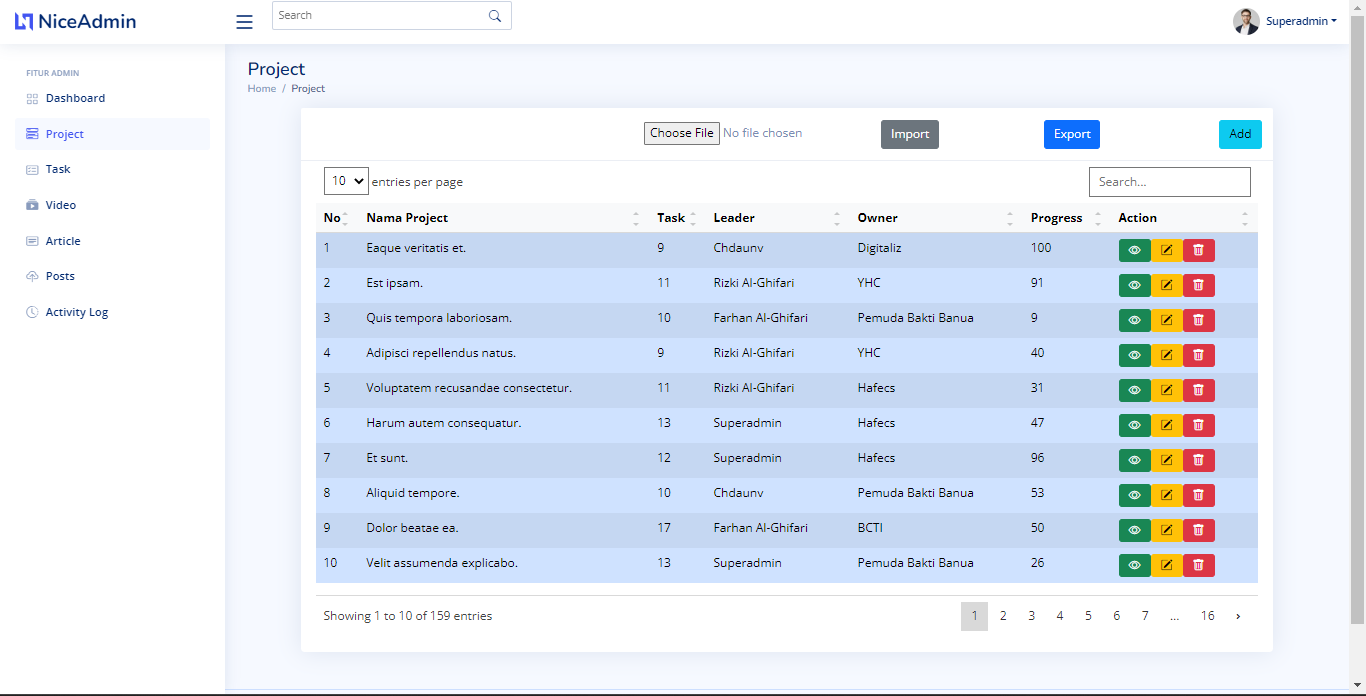 NiceAdmin
Search
Superadmin
FITUR ADMIN
Dashboard
Project
Task
Video
Article
Posts
Activity Log
Project
Home / Project
Choose File No file chosen Import Export Add
10 entries per page Search...
No Nama Project Task Leader Owner Progress Action
1 Eaque veritatis et. 9 Chdaunv Digitaliz 100
2 Est ipsam. 11 Rizki Al-Ghifari YHC 91
3 Quis tempora laboriosam. 10 Farhan Al-Ghifari Pemuda Bakti Banua 9
4 Adipisci repellendus natus. 9 Rizki Al-Ghifari YHC 40
5 Voluptatem recusandae consectetur. 11 Rizki Al-Ghifari Hafecs 31
6 Harum autem consequatur. 13 Superadmin Hafecs 47
7 Et sunt. 12 Superadmin Hafecs 96
8 Aliquid tempore. 10 Chdaunv Pemuda Bakti Banua 53
9 Dolor beatae ea. 17 Farhan Al-Ghifari BCTI 50
10 Velit assumenda explicabo. 13 Superadmin Pemuda Bakti Banua 26
Showing 1 to 10 of 159 entries 1 2 3 4 5 6 7 ... 16 ›